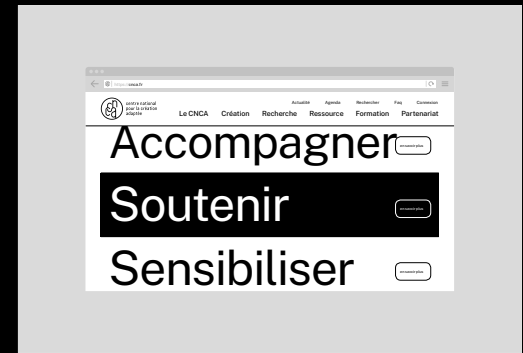 https://cnca.fr
centre national
pour la création
adaptée
Actualité Agenda Rechercher Faq Connexion
Le CNCA Création Recherche Ressource Formation Partenariat
Accompagner
en savoir plus
Soutenir
en savoir plus
Sensibiliser
en savoir plus